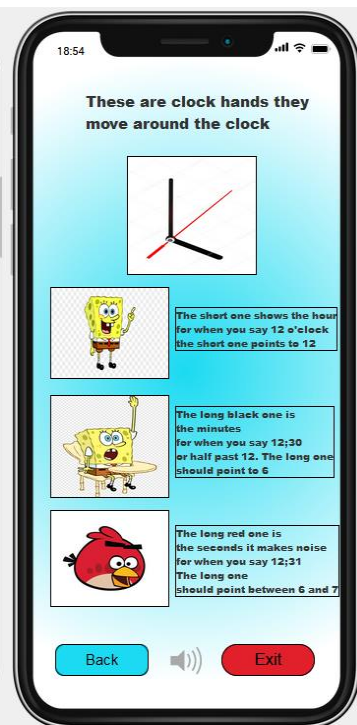 18:54
These are clock hands they
move around the clock
The short one shows the hour
for when you say 12 o'clock
the short one points to 12
The long black one is
the minutes
for when you say 12;30
or half past 12. The long one
should point to 6
The long red one is
the seconds it makes noise
for when you say 12;31
The long one
should point between 6 and 7
Back
Exit